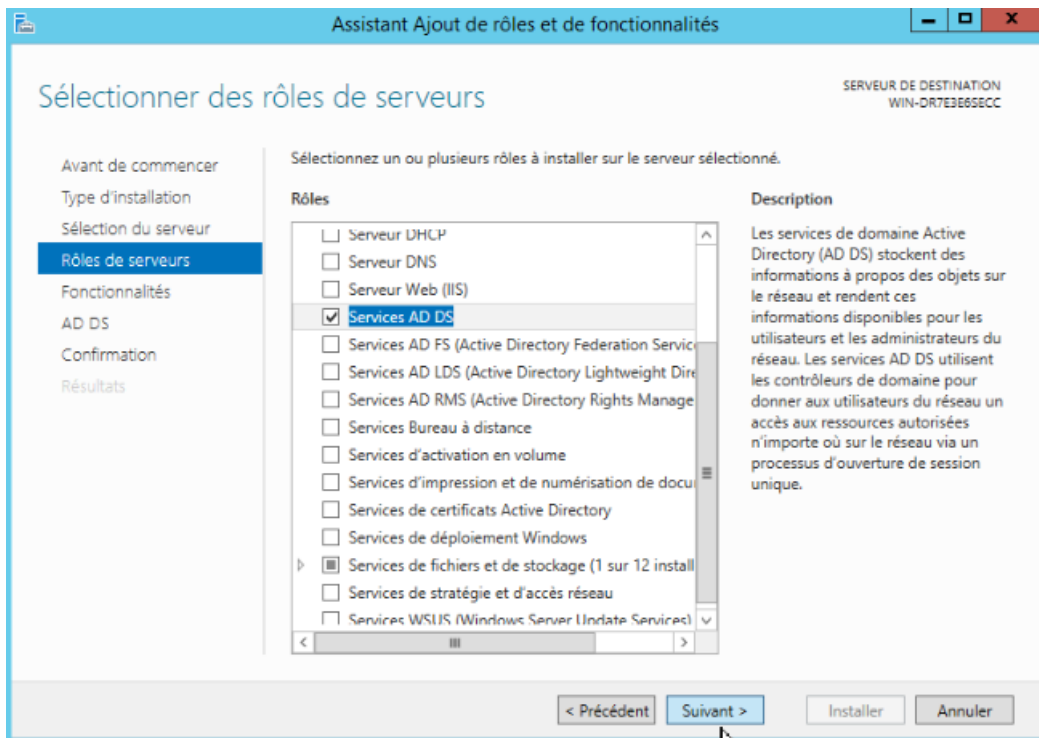 Assistant Ajout de rôles et de fonctionnalités
Sélectionner des rôles de serveurs
SERVEUR DE DESTINATION
WIN-DR7E3E6SECC
Avant de commencer
Type d'installation
Sélection du serveur
Rôles de serveurs
Fonctionnalités
AD DS
Confirmation
Résultats
Sélectionnez un ou plusieurs rôles à installer sur le serveur sélectionné.
Rôles
Serveur DHCP
Serveur DNS
Serveur Web (IIS)
Services AD DS
Services AD FS (Active Directory Federation Servic
Services AD LDS (Active Directory Lightweight Dire
Services AD RMS (Active Directory Rights Manage
Services Bureau à distance
Services d'activation en volume
Services d'impression et de numérisation de docu
Services de certificats Active Directory
Services de déploiement Windows
Services de fichiers et de stockage (1 sur 12 install
Services de stratégie et d'accès réseau
Services WSUS (Windows Server Update Services)
Description
Les services de domaine Active
Directory (AD DS) stockent des
informations à propos des objets sur
le réseau et rendent ces
informations disponibles pour les
utilisateurs et les administrateurs du
réseau. Les services AD DS utilisent
les contrôleurs de domaine pour
donner aux utilisateurs du réseau un
accès aux ressources autorisées
n'importe où sur le réseau via un
processus d'ouverture de session
unique.
< Précédent
Suivant >
Installer
Annuler